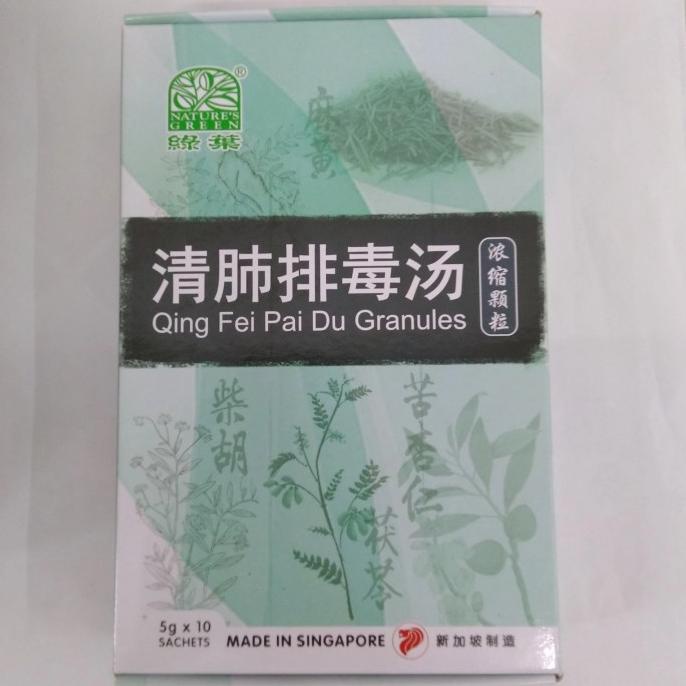 ®
NATURE'S
GREEN
綠葉
麻黃
清肺排毒汤
浓缩颗粒
Qing Fei Pai Du Granules
柴胡
苦杏仁
茯苓
5g x 10
SACHETS
MADE IN SINGAPORE
新加坡制造